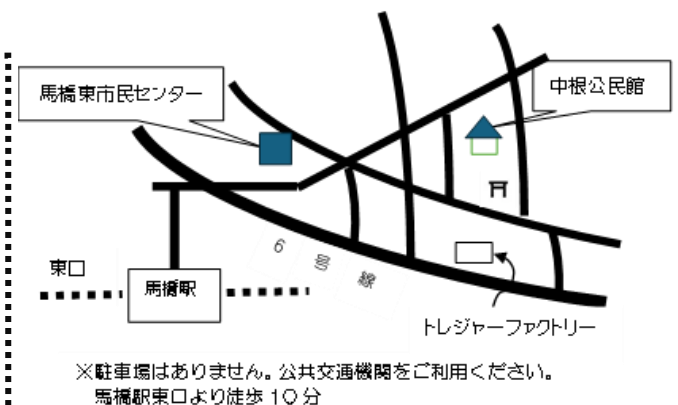 馬橋東市民センター
中根公民館
6号線
東口
馬橋駅
トレジャーファクトリー
※駐車場はありません。公共交通機関をご利用ください。
馬橋駅東口より徒歩10分